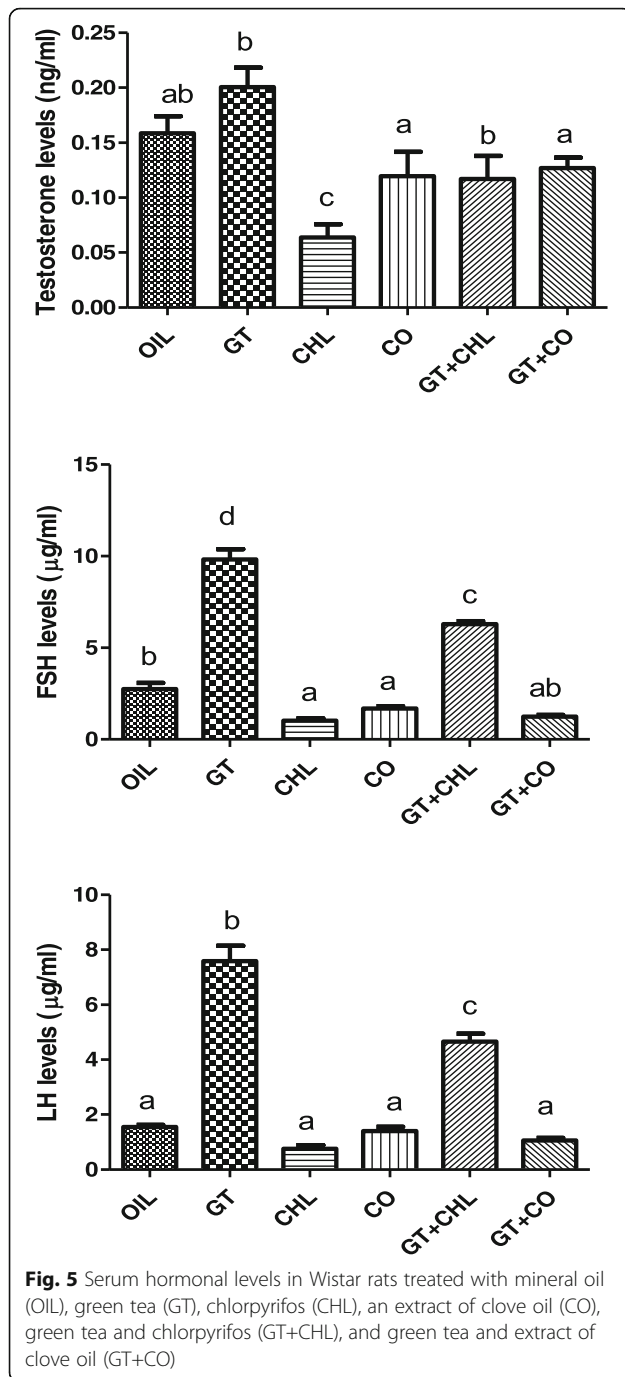 Testosterone levels (ng/ml)
0.25
0.20
0.15
0.10
0.05
0.00
ab
b
c
a
b
a
OIL
GT
CHL
CO
GT+CHL
GT+CO
FSH levels (μg/ml)
15
10
5
0
b
d
a
a
c
ab
OIL
GT
CHL
CO
GT+CHL
GT+CO
LH levels (μg/ml)
10
8
6
4
2
0
a
b
a
a
c
a
OIL
GT
CHL
CO
GT+CHL
GT+CO
Fig. 5 Serum hormonal levels in Wistar rats treated with mineral oil
(OIL), green tea (GT), chlorpyrifos (CHL), an extract of clove oil (CO),
green tea and chlorpyrifos (GT+CHL), and green tea and extract of
clove oil (GT+CO)